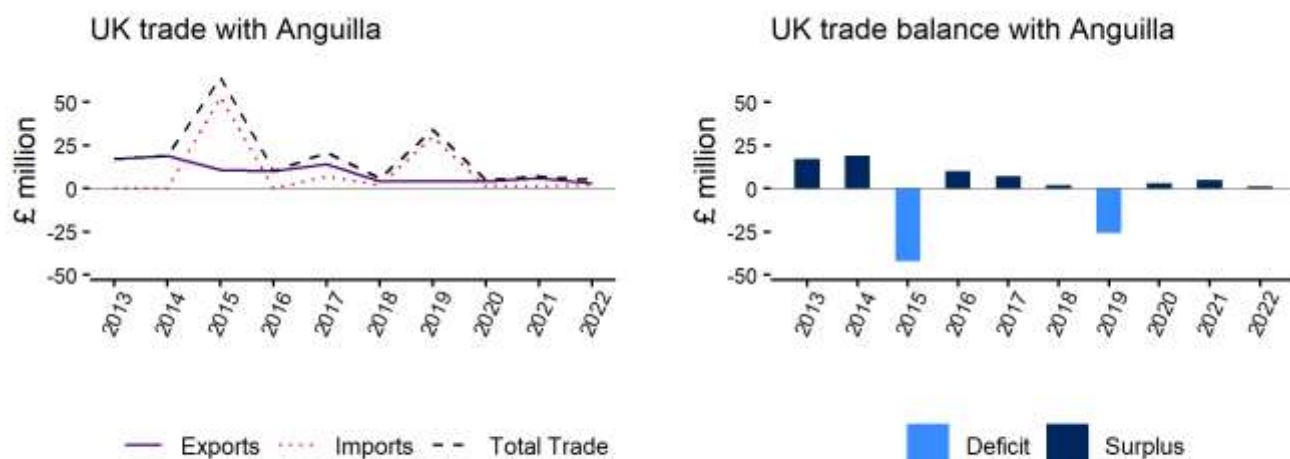 UK trade with Anguilla
£ million
50
25
0
-25
-50
2013 2014 2015 2016 2017 2018 2019 2020 2021 2022
Exports Imports Total Trade
UK trade balance with Anguilla
£ million
50
25
0
-25
-50
2013 2014 2015 2016 2017 2018 2019 2020 2021 2022
Deficit Surplus